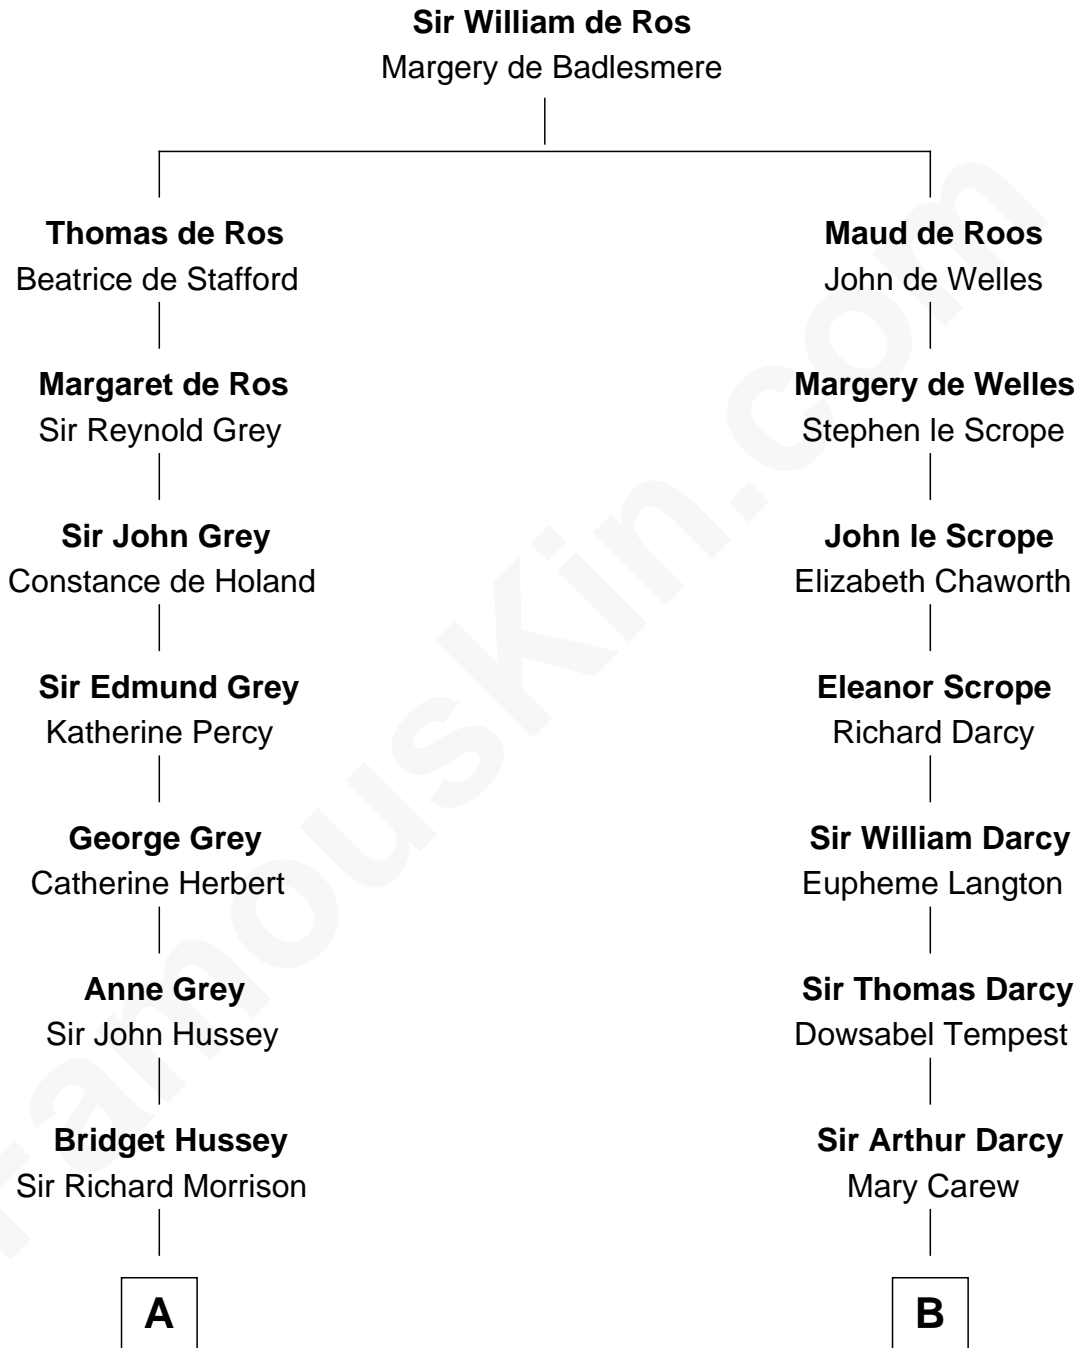 Sir William de Ros
Margery de Badlesmere
Thomas de Ros
Beatrice de Stafford
Margaret de Ros
Sir Reynold Grey
Sir John Grey
Constance de Holand
Sir Edmund Grey
Katherine Percy
George Grey
Catherine Herbert
Anne Grey
Sir John Hussey
Bridget Hussey
Sir Richard Morrison
A
Maud de Roos
John de Welles
Margery de Welles
Stephen le Scrope
John le Scrope
Elizabeth Chaworth
Eleanor Scrope
Richard Darcy
Sir William Darcy
Eupheme Langton
Sir Thomas Darcy
Dowsabel Tempest
Sir Arthur Darcy
Mary Carew
B
FamousKin.com